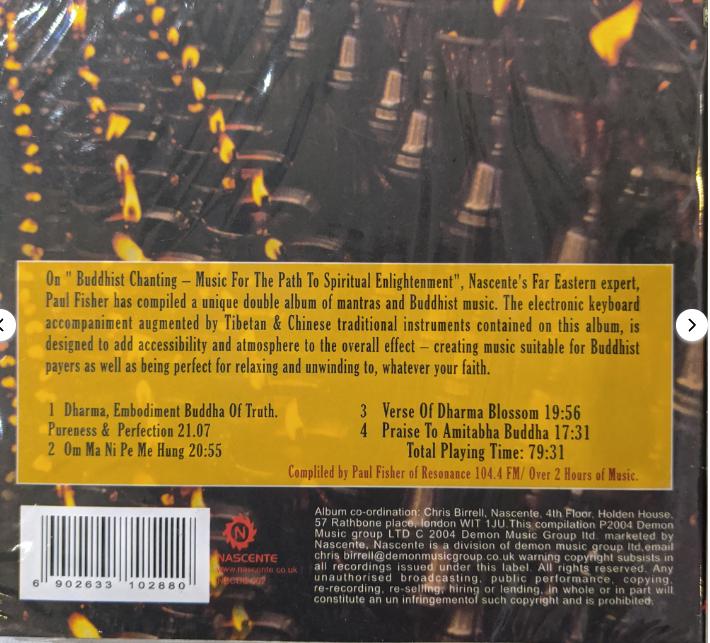 On " Buddhist Chanting – Music For The Path To Spiritual Enlightenment", Nascente's Far Eastern expert,
Paul Fisher has compiled a unique double album of mantras and Buddhist music. The electronic keyboard
accompaniment augmented by Tibetan & Chinese traditional instruments contained on this album, is
designed to add accessibility and atmosphere to the overall effect – creating music suitable for Buddhist
payers as well as being perfect for relaxing and unwinding to, whatever your faith.
1 Dharma, Embodiment Buddha Of Truth.
Pureness & Perfection 21.07
2 Om Ma Ni Pe Me Hung 20:55
3 Verse Of Dharma Blossom 19:56
4 Praise To Amitabha Buddha 17:31
Total Playing Time: 79:31
Complied by Paul Fisher of Resonance 104.4 FM/ Over 2 Hours of Music.
6 902633 102880
N
NASCENTE
www.nascente.co.uk
Album co-ordination: Chris Birrell, Nascente, 4th Floor, Holden House,
57 Rathbone place, london WIT 1JU.This compilation P2004 Demon
Music group LTD C 2004 Demon Music Group ltd. marketed by
Nascente, Nascente is a division of demon music group ltd.email
chris birrell@demonmusicgroup.co.uk warning copyright subsists in
all recordings issued under this label. All rights reserved. Any
unauthorised broadcasting, public performance, copying,
re-recording, re-selling, hiring or lending, in whole or in part will
constitute an un infringementof such copyright and is prohibited.